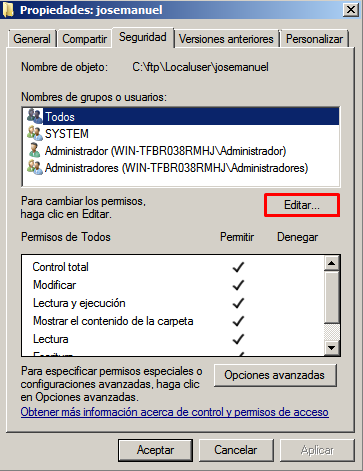 Propiedades: josemanuel
General
Compartir
Seguridad
Versiones anteriores
Personalizar
Nombre de objeto: C:\ftp\Localuser\josemanuel
Nombres de grupos o usuarios:
Todos
SYSTEM
Administrador (WIN-TFBR038RMHJ\Administrador)
Administradores (WIN-TFBR038RMHJ\Administradores)
Para cambiar los permisos,
haga clic en Editar.
Editar...
Permisos de Todos Permitir Denegar
Control total
Modificar
Lectura y ejecución
Mostrar el contenido de la carpeta
Lectura
Escritura
Para especificar permisos especiales o
configuraciones avanzadas, haga clic
en Opciones avanzadas.
Opciones avanzadas
Obtener más información acerca de control y permisos de acceso
Aceptar
Cancelar
Aplicar